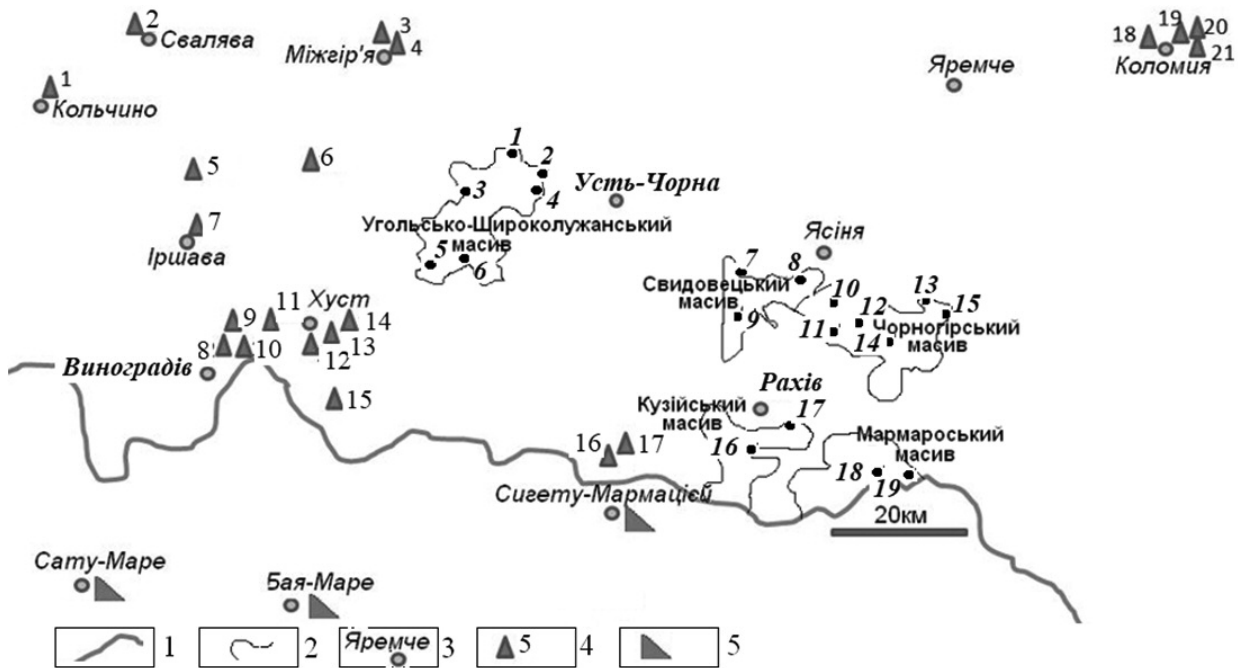 2
Свалява
3
4
Міжгір'я
19
20
18
21
Коломия
Яремче
1
Кольчино
5
6
1
2
3
4
Усть-Чорна
Угольсько-Широколужанський
масив
5
6
7
Іршава
Ясіня
7
8
Свидовецький
масив
9
10
11
12
13
15
14
Чорногірський
масив
9
11
Хуст
14
8
10
13
12
Виноградів
15
Рахів
17
Кузійський
масив
16
Мармароський
масив
18
19
16
17
Сигету-Мармацієй
20км
Сату-Маре
Бая-Маре
1
2
Яремче
3
5
4
5